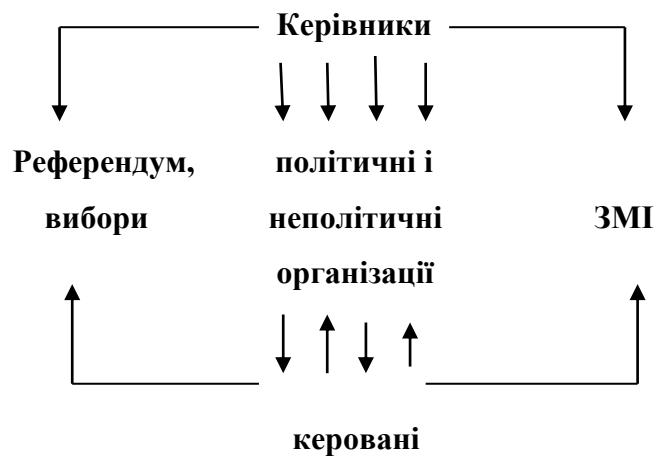 Керівники
Референдум,
вибори
політичні і
неполітичні
організації
ЗМІ
керовані